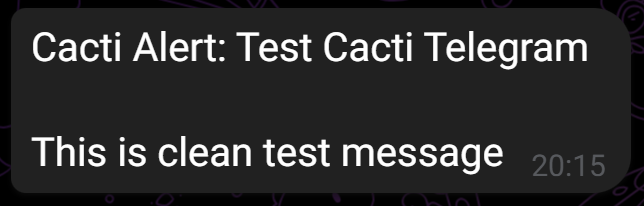 Cacti Alert: Test Cacti Telegram
This is clean test message
20:15